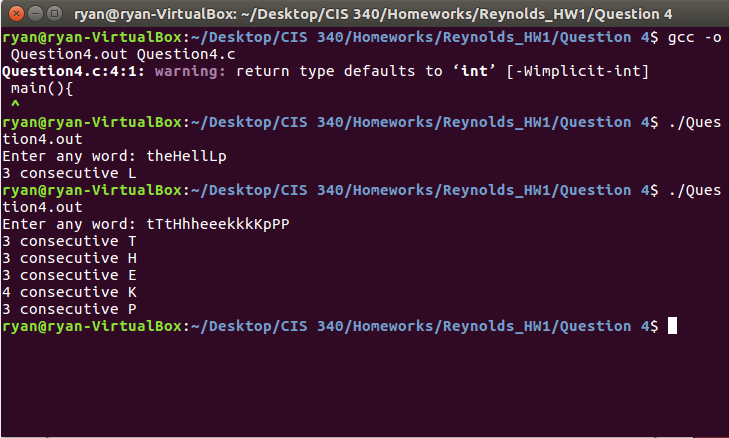 ryan@ryan-VirtualBox: ~/Desktop/CIS 340/Homeworks/Reynolds_HW1/Question 4
ryan@ryan-VirtualBox:~/Desktop/CIS 340/Homeworks/Reynolds_HW1/Question 4$ gcc -o
 Question4.out Question4.c
Question4.c:4:1: warning: return type defaults to ‘int’ [-Wimplicit-int]
 main(){
 ^
ryan@ryan-VirtualBox:~/Desktop/CIS 340/Homeworks/Reynolds_HW1/Question 4$ ./Ques
tion4.out
Enter any word: theHellLp
3 consecutive L
ryan@ryan-VirtualBox:~/Desktop/CIS 340/Homeworks/Reynolds_HW1/Question 4$ ./Ques
tion4.out
Enter any word: tTtHhheeekkkKpPP
3 consecutive T
3 consecutive H
3 consecutive E
4 consecutive K
3 consecutive P
ryan@ryan-VirtualBox:~/Desktop/CIS 340/Homeworks/Reynolds_HW1/Question 4$